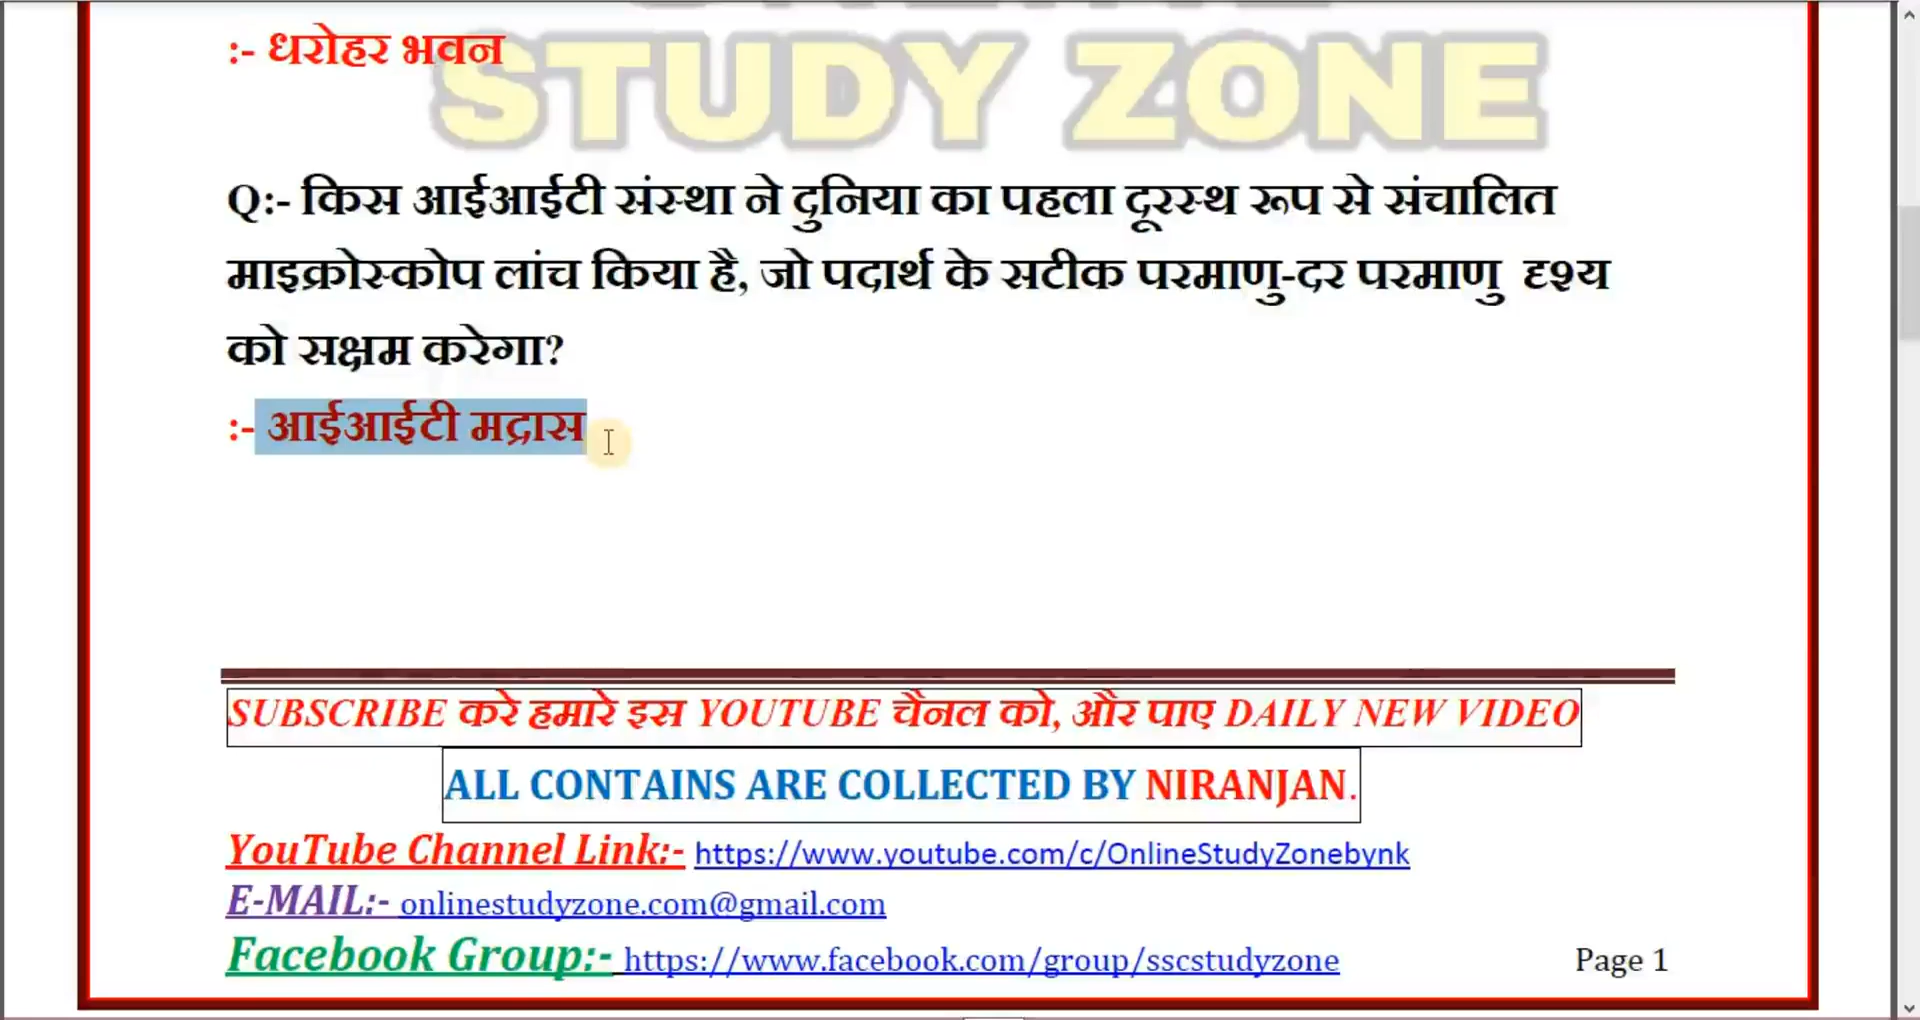 :- धरोहर भवन
STUDY ZONE
Q:- किस आईआईटी संस्था ने दुनिया का पहला दूरस्थ रूप से संचालित
माइक्रोस्कोप लांच किया है, जो पदार्थ के सटीक परमाणु-दर परमाणु दृश्य
को सक्षम करेगा?
:- आईआईटी मद्रास
SUBSCRIBE करे हमारे इस YOUTUBE चैनल को, और पाए DAILY NEW VIDEO
ALL CONTAINS ARE COLLECTED BY NIRANJAN.
YouTube Channel Link:- https://www.youtube.com/c/OnlineStudyZonebynk
E-MAIL:- onlinestudyzone.com@gmail.com
Facebook Group:- https://www.facebook.com/group/sscstudyzone Page 1